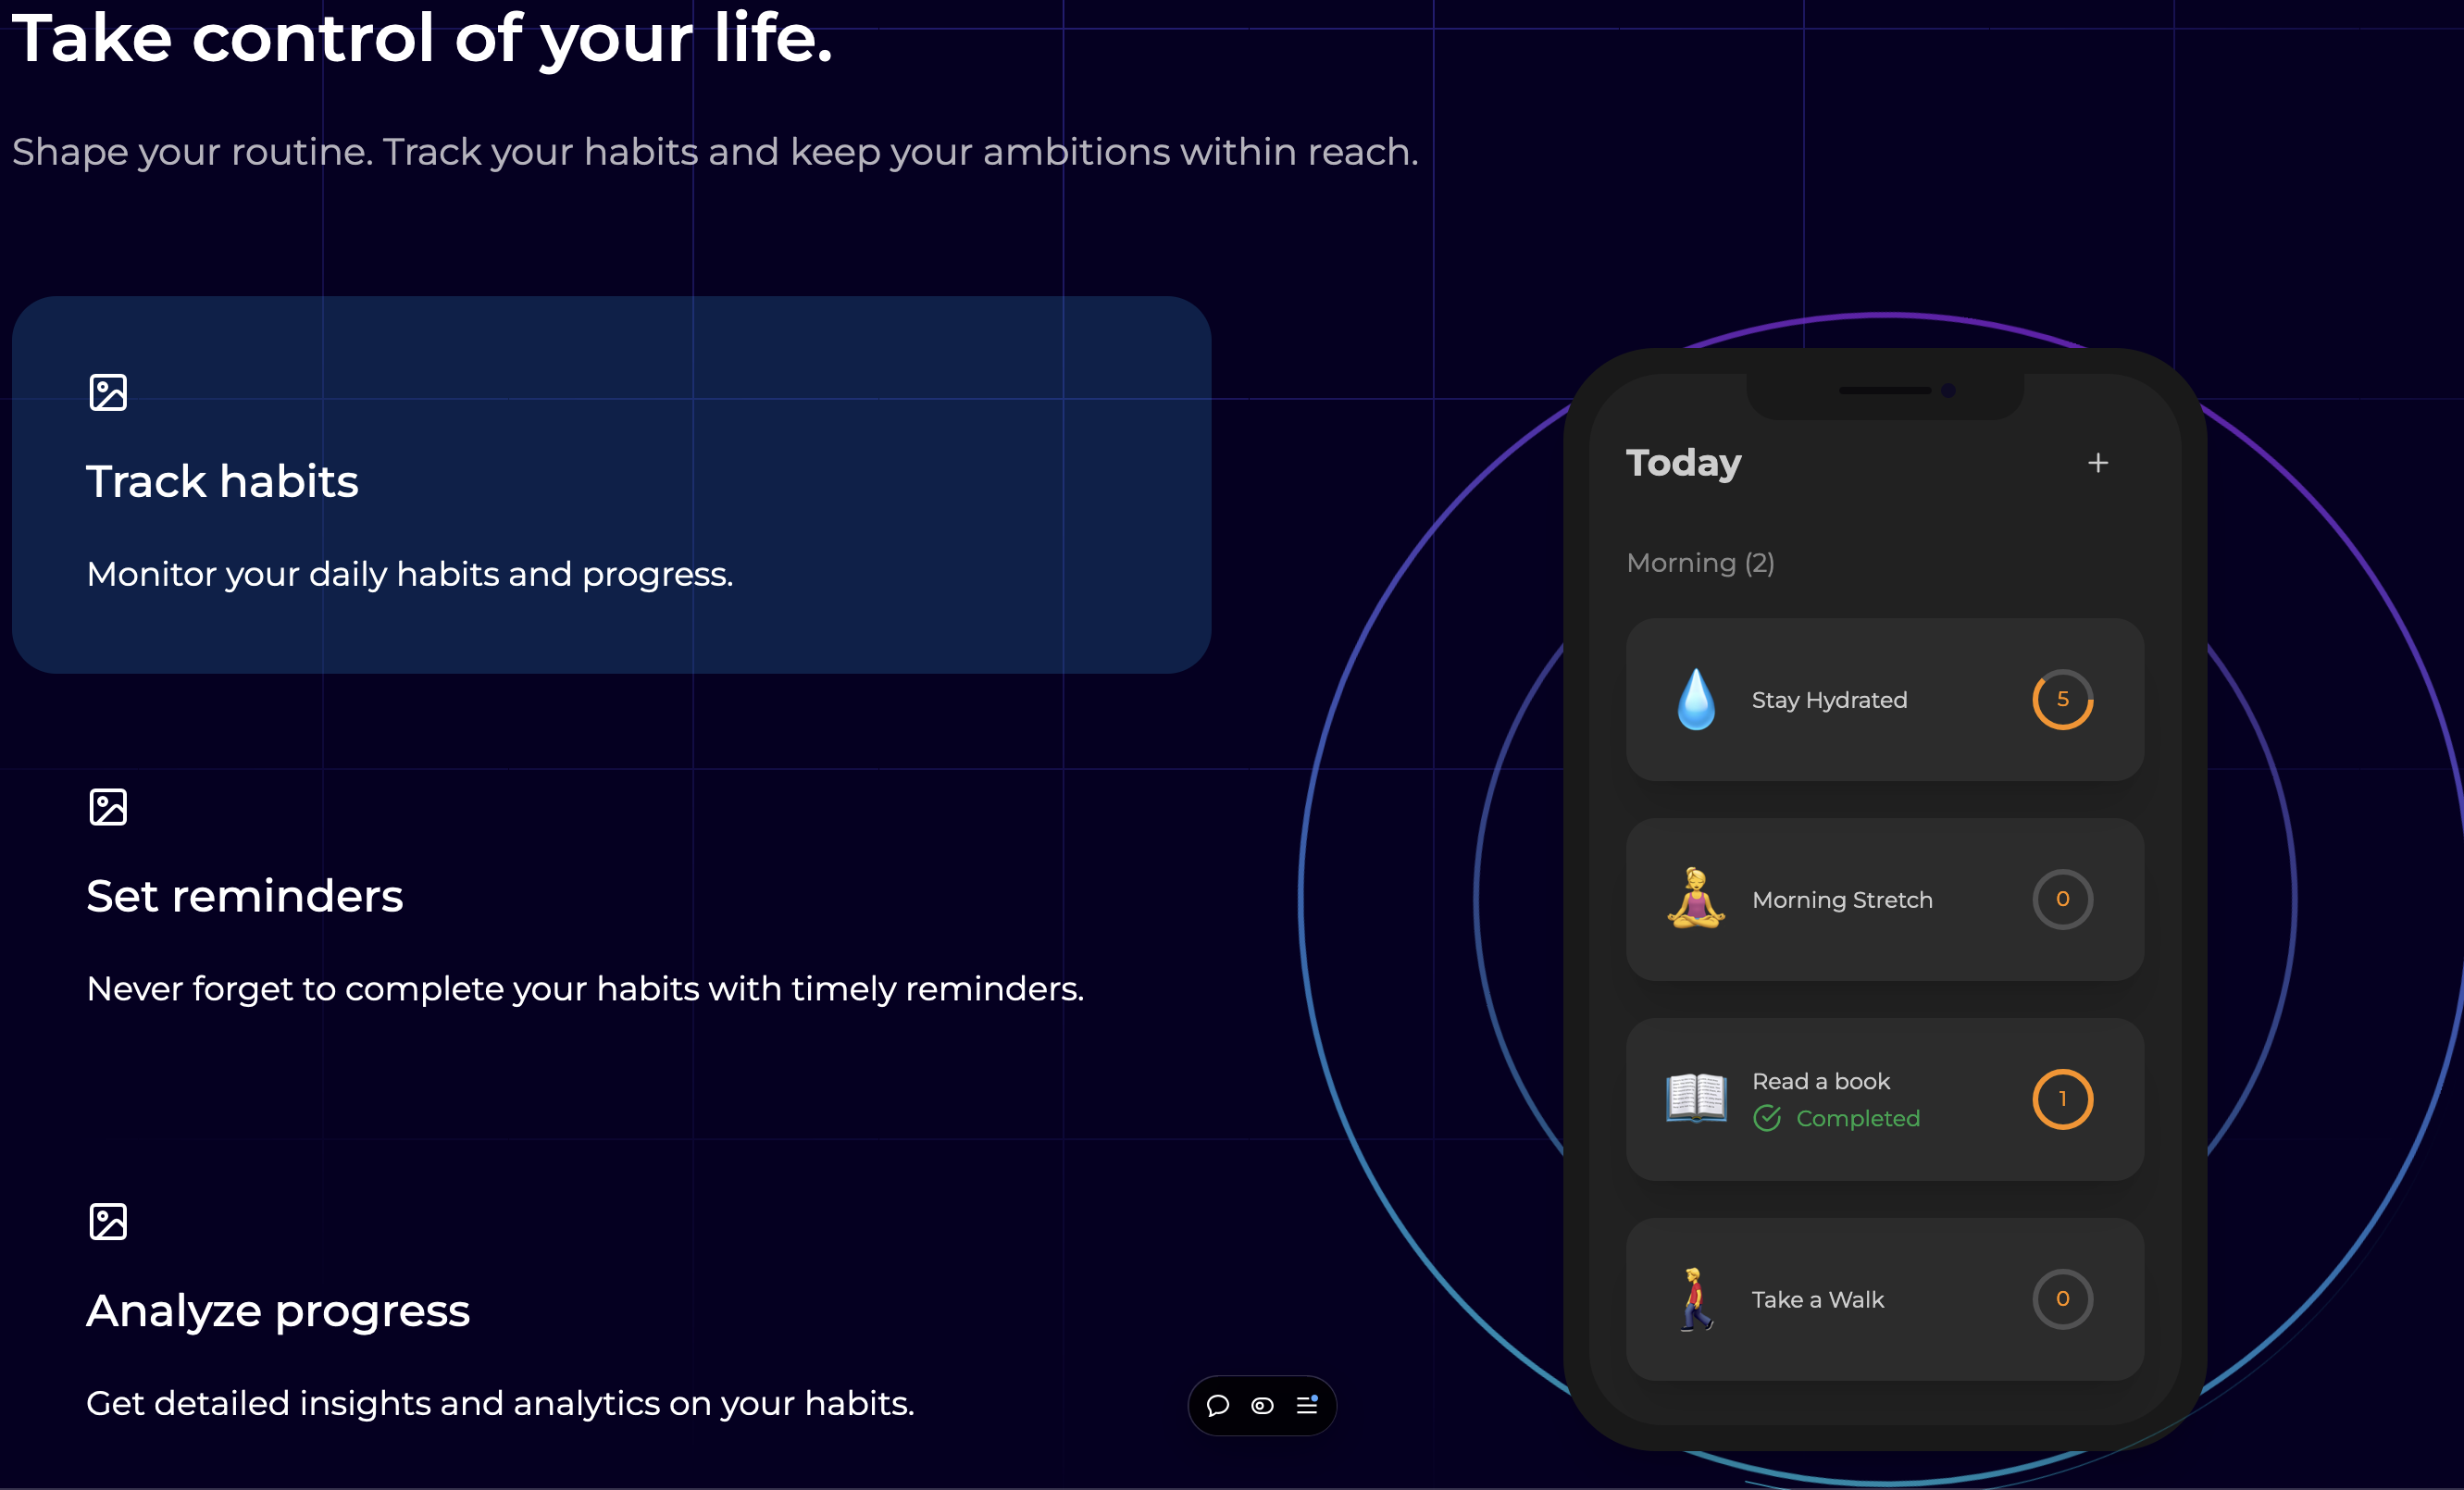 Take control of your life.
Shape your routine. Track your habits and keep your ambitions within reach.
Track habits
Monitor your daily habits and progress.
Set reminders
Never forget to complete your habits with timely reminders.
Analyze progress
Get detailed insights and analytics on your habits.
Today
Morning (2)
Stay Hydrated
5
Morning Stretch
0
Read a book
Completed
1
Take a Walk
0